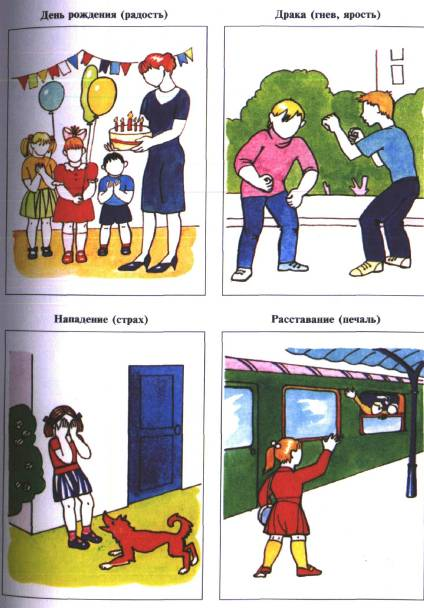 День рождения (радость)
Драка (гнев, ярость)
Нападение (страх)
Расставание (печаль)